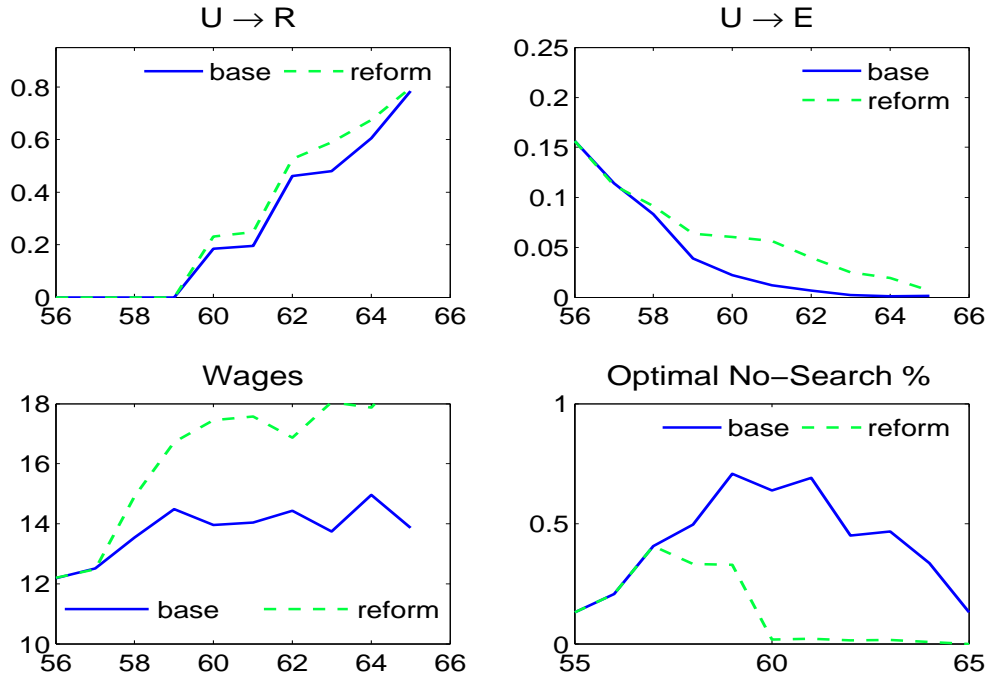 U → R
0.8
0.6
0.4
0.2
0
56 58 60 62 64 66
base reform
U → E
0.25
0.2
0.15
0.1
0.05
0
56 58 60 62 64 66
base
reform
Wages
18
16
14
12
10
56 58 60 62 64 66
base reform
Optimal No−Search %
1
0.5
0
55 60 65
base reform